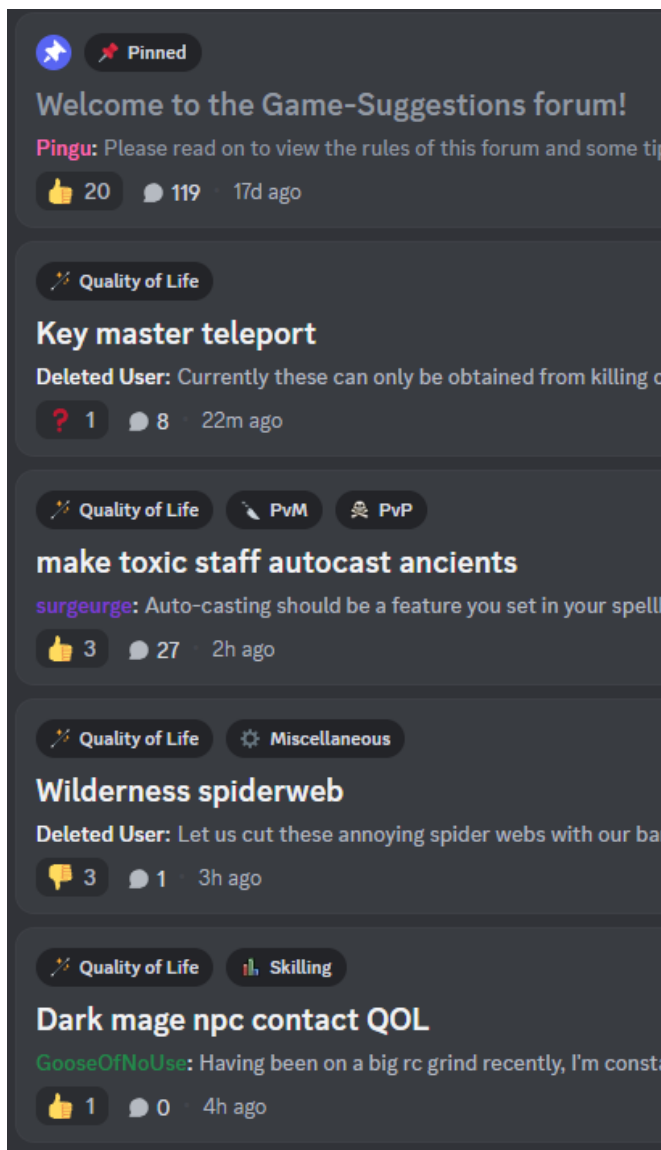 Pinned
Welcome to the Game-Suggestions forum!
Pingu: Please read on to view the rules of this forum and some
20 119 17d ago
Quality of Life
Key master teleport
Deleted User: Currently these can only be obtained from killing
1 8 22m ago
Quality of Life PvM PvP
make toxic staff autocast ancients
surgeurge: Auto-casting should be a feature you set in your
3 27 2h ago
Quality of Life Miscellaneous
Wilderness spiderweb
Deleted User: Let us cut these annoying spider webs with our
3 1 3h ago
Quality of Life Skilling
Dark mage npc contact QOL
GooseOfNoUse: Having been on a big rc grind recently, I'm
1 0 4h ago